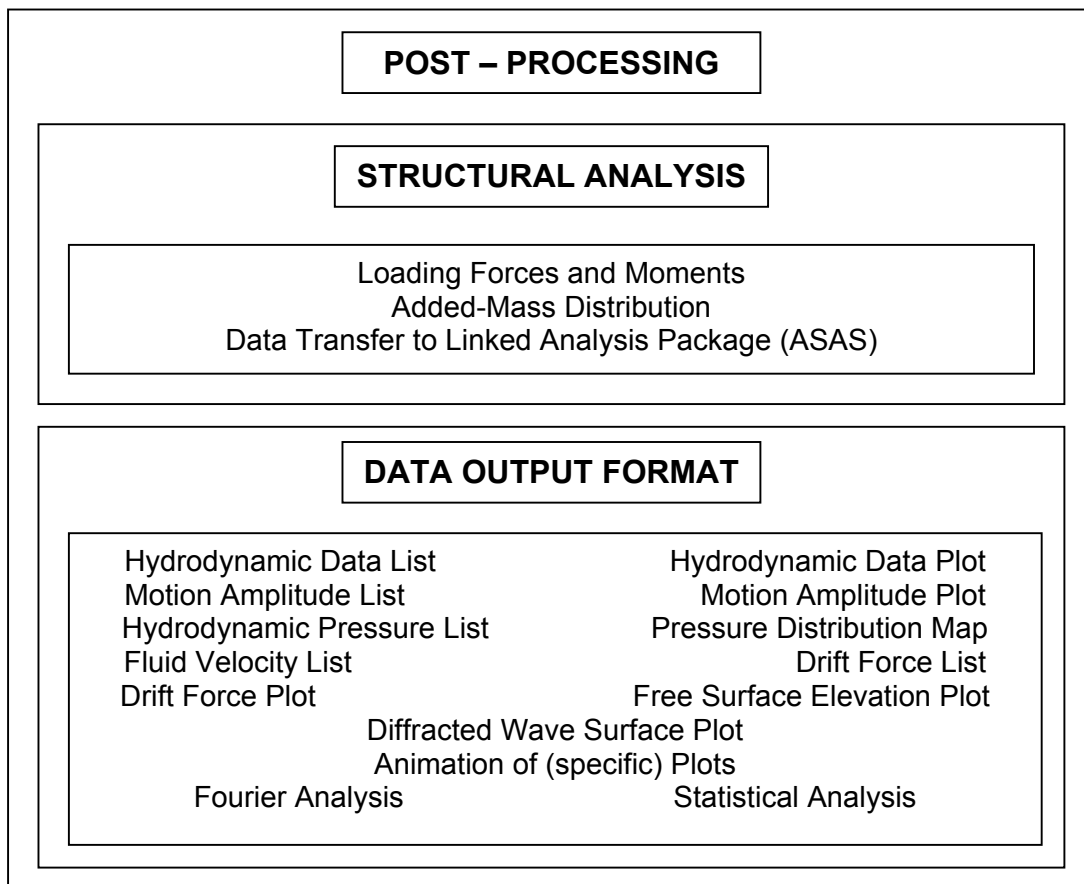 POST – PROCESSING
STRUCTURAL ANALYSIS
Loading Forces and Moments
Added-Mass Distribution
Data Transfer to Linked Analysis Package (ASAS)
DATA OUTPUT FORMAT
Hydrodynamic Data List Hydrodynamic Data Plot
Motion Amplitude List Motion Amplitude Plot
Hydrodynamic Pressure List Pressure Distribution Map
Fluid Velocity List Drift Force List
Drift Force Plot Free Surface Elevation Plot
Diffracted Wave Surface Plot
Animation of (specific) Plots
Fourier Analysis Statistical Analysis